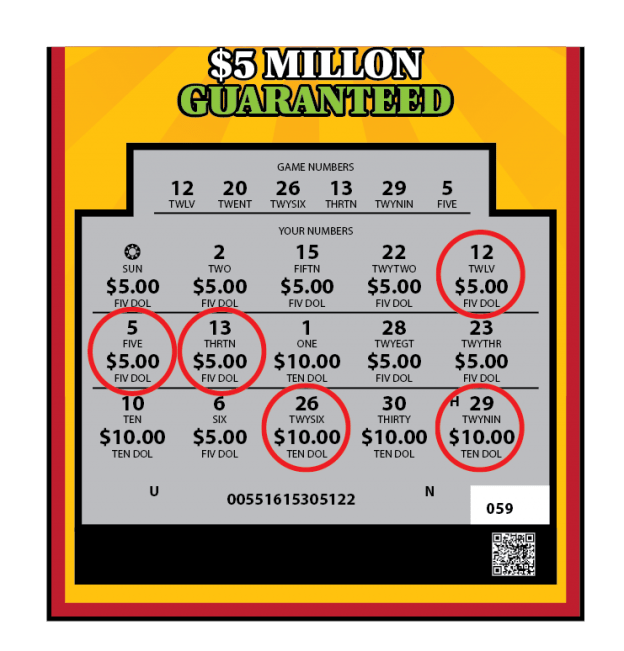 $5 MILLON
GUARANTEED
GAME NUMBERS
12 20 26 13 29 5
TWLV TWENT TWYSIX THRTN TWYNIN FIVE
YOUR NUMBERS
2 15 22 12
SUN TWO FIFTN TWYTWO TWLV
$5.00 $5.00 $5.00 $5.00 $5.00
FIV DOL FIV DOL FIV DOL FIV DOL FIV DOL
5 13 1 28 23
FIVE THRTN ONE TWYEGT TWYTHR
$5.00 $5.00 $10.00 $5.00 $5.00
FIV DOL FIV DOL TEN DOL FIV DOL FIV DOL
10 6 26 30 H 29
TEN SIX TWYSIX THIRTY TWYNIN
$10.00 $5.00 $10.00 $10.00 $10.00
TEN DOL FIV DOL TEN DOL TEN DOL TEN DOL
U 00551615305122 N
059